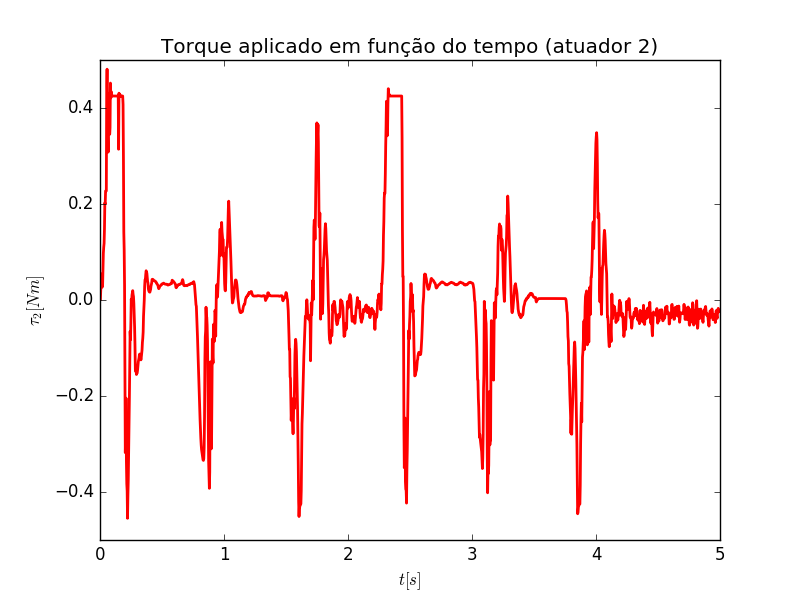 Torque aplicado em função do tempo (atuador 2)
0.4
0.2
0.0
−0.2
−0.4
τ₂[Nm]
0 1 2 3 4 5
t[s]